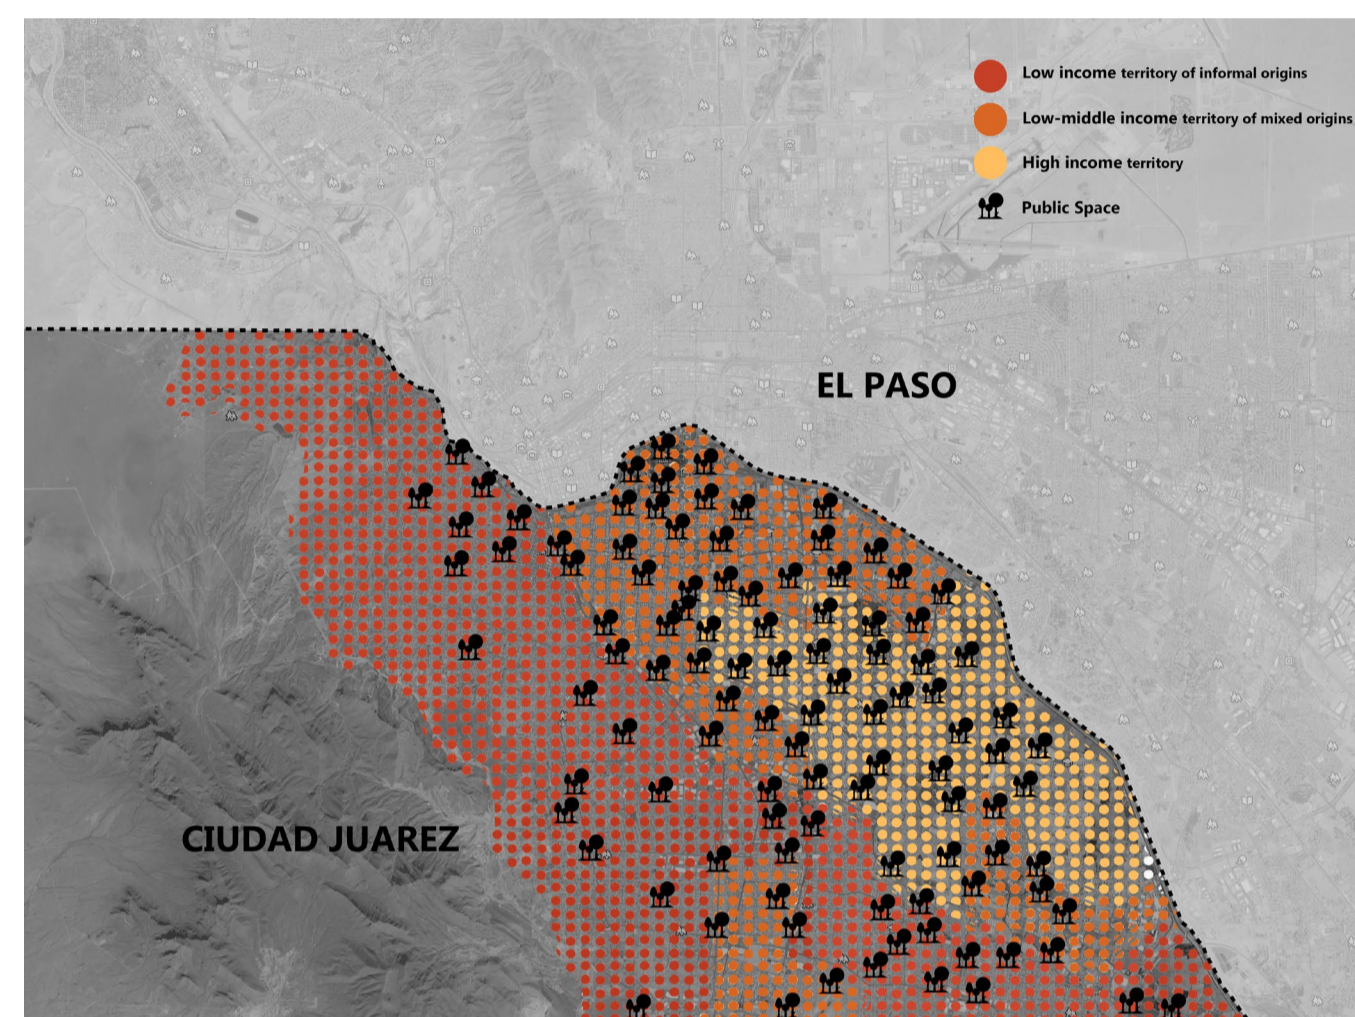 Low income territory of informal origins
Low-middle income territory of mixed origins
High income territory
Public Space
EL PASO
CIUDAD JUAREZ